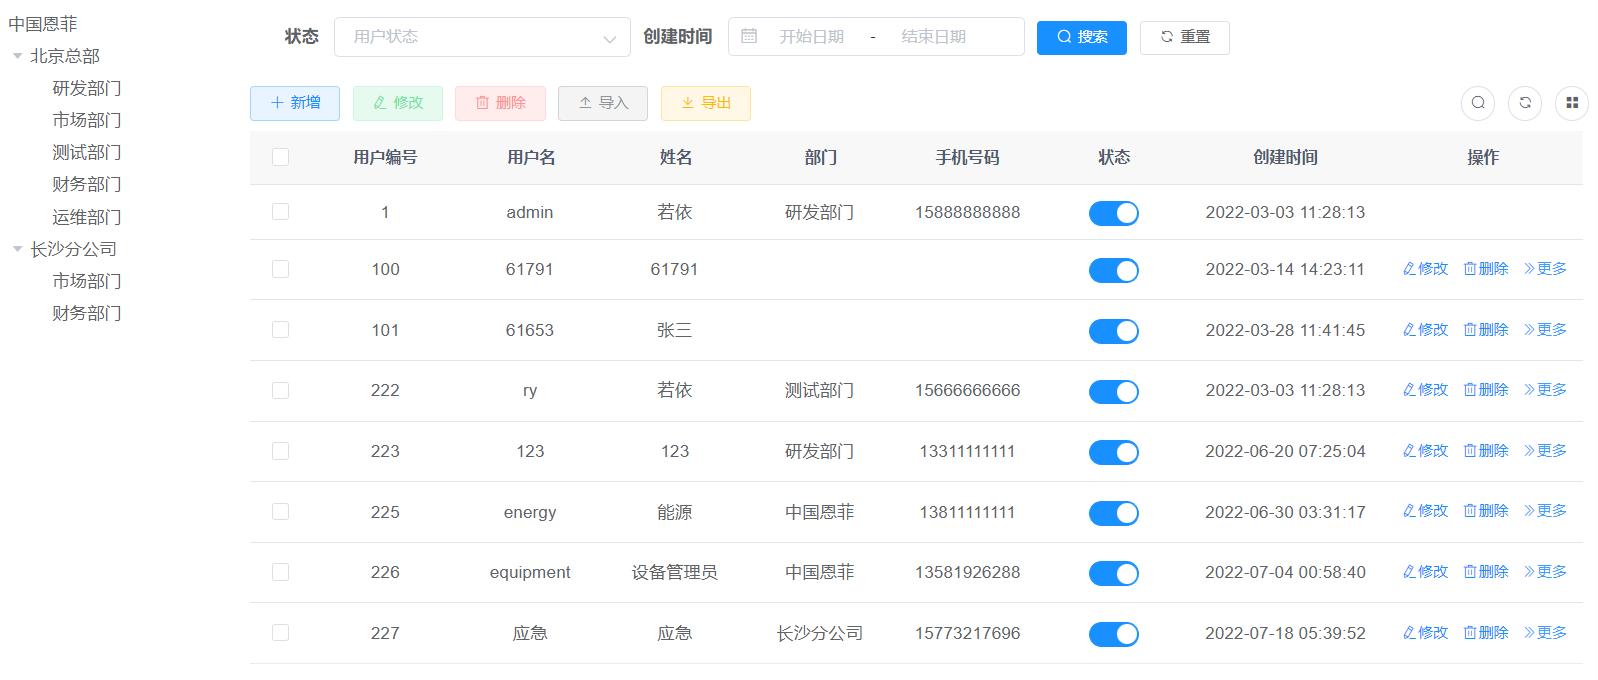 中国恩菲
北京总部
研发部门
市场部门
测试部门
财务部门
运维部门
长沙分公司
市场部门
财务部门
状态 用户状态 创建时间 开始日期 - 结束日期 搜索 重置
新增 修改 删除 导入 导出
用户编号 用户名 姓名 部门 手机号码 状态 创建时间 操作
1 admin 若依 研发部门 15888888888 2022-03-03 11:28:13
100 61791 61791 2022-03-14 14:23:11 修改 删除 更多
101 61653 张三 2022-03-28 11:41:45 修改 删除 更多
222 ry 若依 测试部门 15666666666 2022-03-03 11:28:13 修改 删除 更多
223 123 123 研发部门 13311111111 2022-06-20 07:25:04 修改 删除 更多
225 energy 能源 中国恩菲 13811111111 2022-06-30 03:31:17 修改 删除 更多
226 equipment 设备管理员 中国恩菲 13581926288 2022-07-04 00:58:40 修改 删除 更多
227 应急 应急 长沙分公司 15773217696 2022-07-18 05:39:52 修改 删除 更多